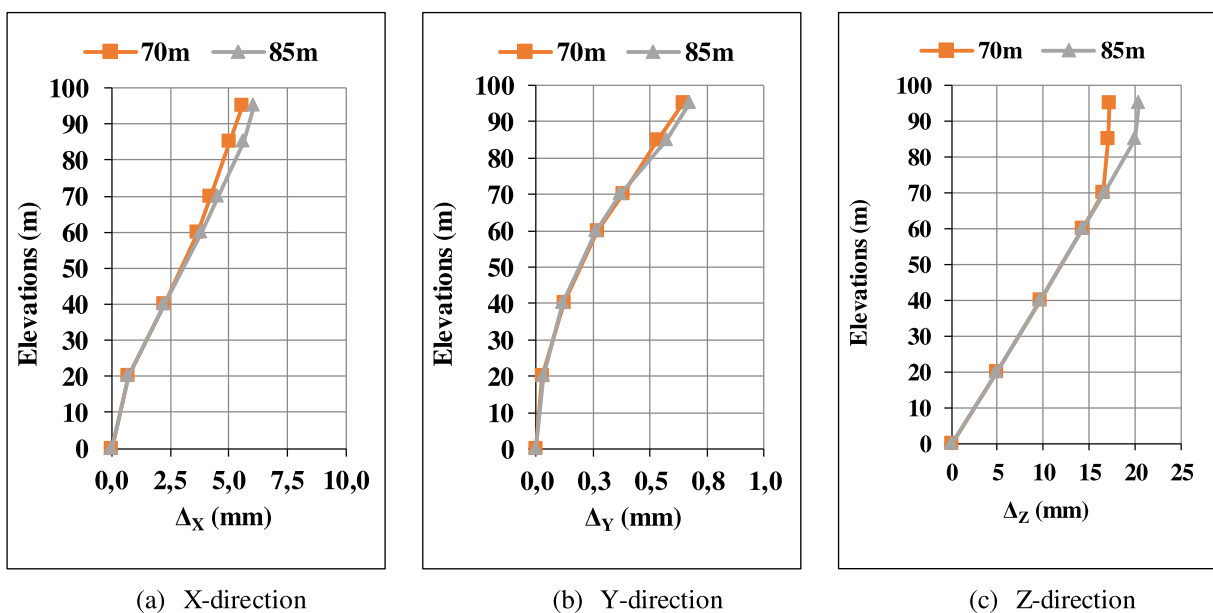 70m 85m
100
90
80
70
60
50
40
30
20
10
0
Elevations (m)
0,0 2,5 5,0 7,5 10,0
Δ_X (mm)
(a) X-direction
70m 85m
100
90
80
70
60
50
40
30
20
10
0
Elevations (m)
0,0 0,3 0,5 0,8 1,0
Δ_Y (mm)
(b) Y-direction
70m 85m
100
90
80
70
60
50
40
30
20
10
0
Elevations (m)
0 5 10 15 20 25
Δ_Z (mm)
(c) Z-direction